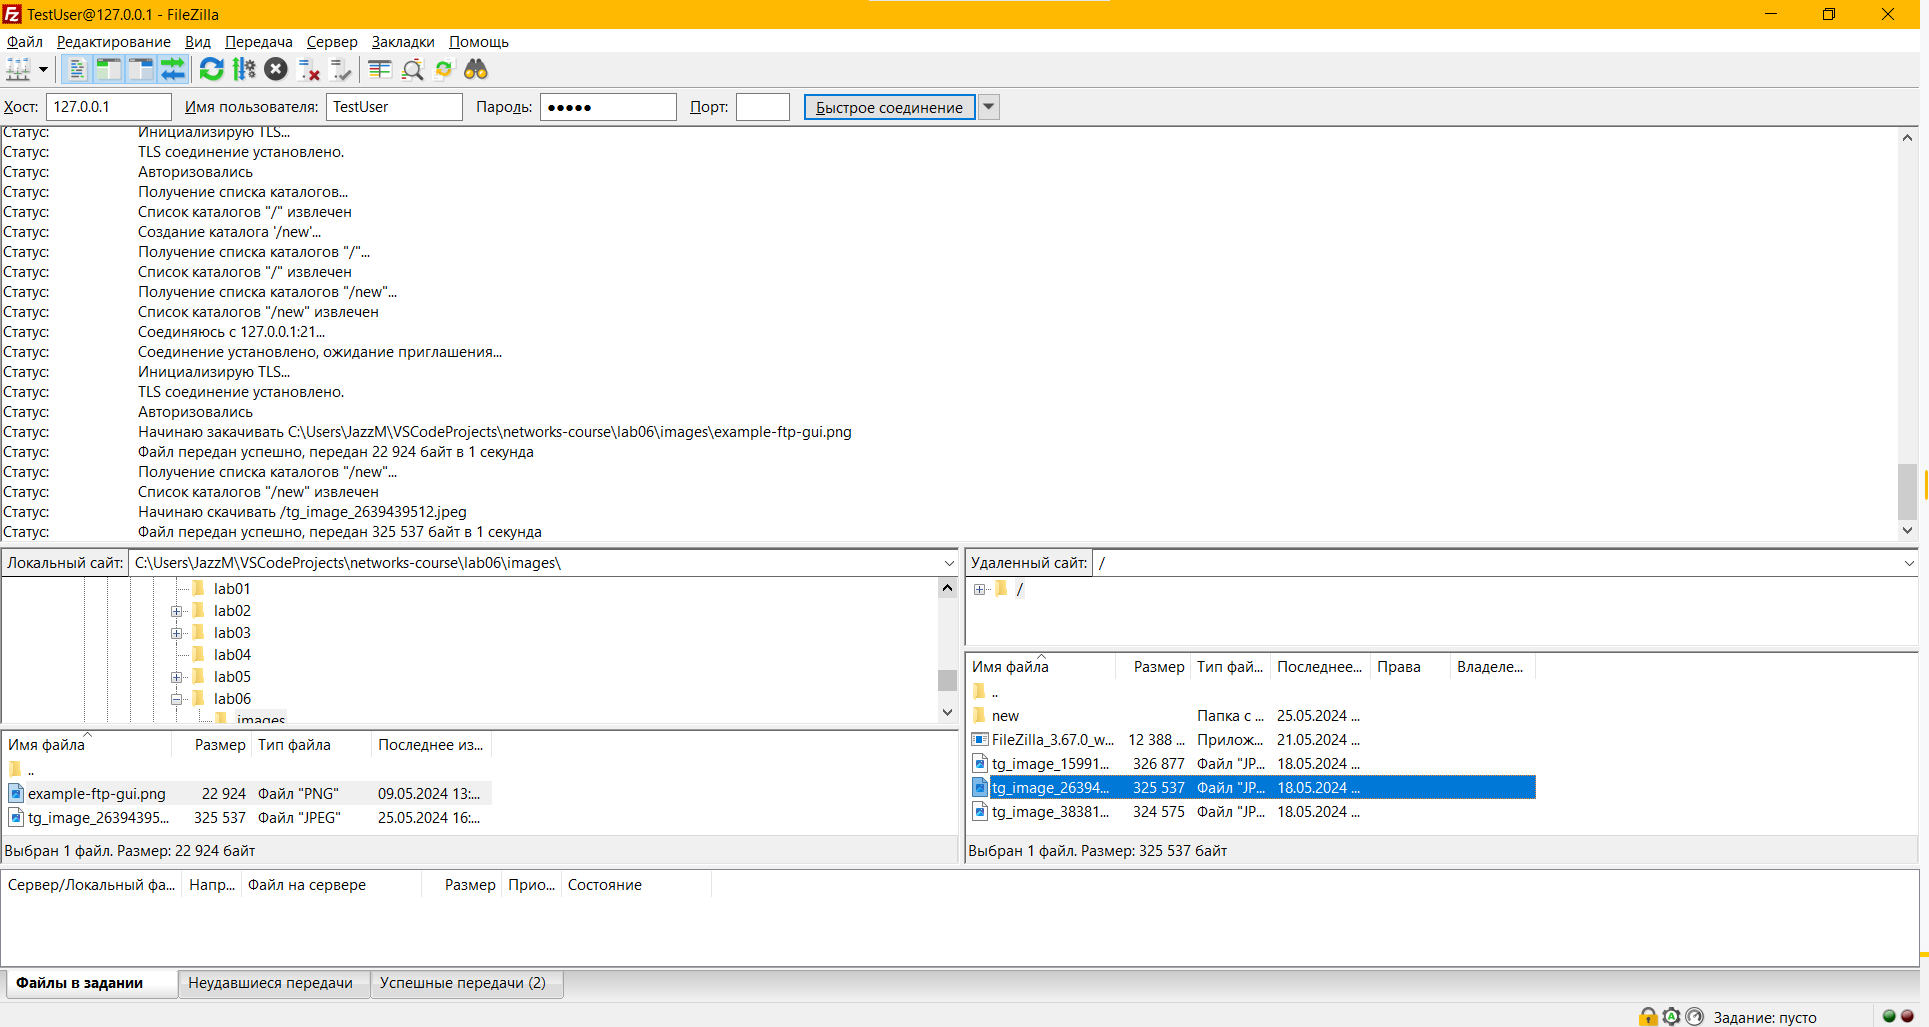 TestUser@127.0.0.1 - FileZilla
Файл Редактирование Вид Передача Сервер Закладки Помощь
Хост: 127.0.0.1 Имя пользователя: TestUser Пароль: ●●●●● Порт: Быстрое соединение
Статус: Инициализирую TLS...
Статус: TLS соединение установлено.
Статус: Авторизовались
Статус: Получение списка каталогов...
Статус: Список каталогов "/" извлечен
Статус: Создание каталога '/new'...
Статус: Получение списка каталогов "/"...
Статус: Список каталогов "/" извлечен
Статус: Получение списка каталогов "/new"...
Статус: Список каталогов "/new" извлечен
Статус: Соединяюсь с 127.0.0.1:21...
Статус: Соединение установлено, ожидание приглашения...
Статус: Инициализирую TLS...
Статус: TLS соединение установлено.
Статус: Авторизовались
Статус: Начинаю закачивать C:\Users\JazzM\VSCodeProjects\networks-course\lab06\images\example-ftp-gui.png
Статус: Файл передан успешно, передан 22 924 байт в 1 секунда
Статус: Получение списка каталогов "/new"...
Статус: Список каталогов "/new" извлечен
Статус: Начинаю скачивать /tg_image_2639439512.jpeg
Статус: Файл передан успешно, передан 325 537 байт в 1 секунда
Локальный сайт: C:\Users\JazzM\VSCodeProjects\networks-course\lab06\images\
lab01
lab02
lab03
lab04
lab05
lab06
images
Имя файла Размер Тип файла Последнее из...
..
example-ftp-gui.png 22 924 Файл "PNG" 09.05.2024 13:...
tg_image_26394395... 325 537 Файл "JPEG" 25.05.2024 16:...
Выбран 1 файл. Размер: 22 924 байт
Удаленный сайт: /
/
Имя файла Размер Тип фай... Последнее... Права Владеле...
..
new Папка с ... 25.05.2024 ...
FileZilla_3.67.0_w... 12 388 ... Прилож... 21.05.2024 ...
tg_image_15991... 326 877 Файл "JP... 18.05.2024 ...
tg_image_26394... 325 537 Файл "JP... 18.05.2024 ...
tg_image_38381... 324 575 Файл "JP... 18.05.2024 ...
Выбран 1 файл. Размер: 325 537 байт
Сервер/Локальный фа... Напр... Файл на сервере Размер Прио... Состояние
Файлы в задании Неудавшиеся передачи Успешные передачи (2)
Задание: пусто